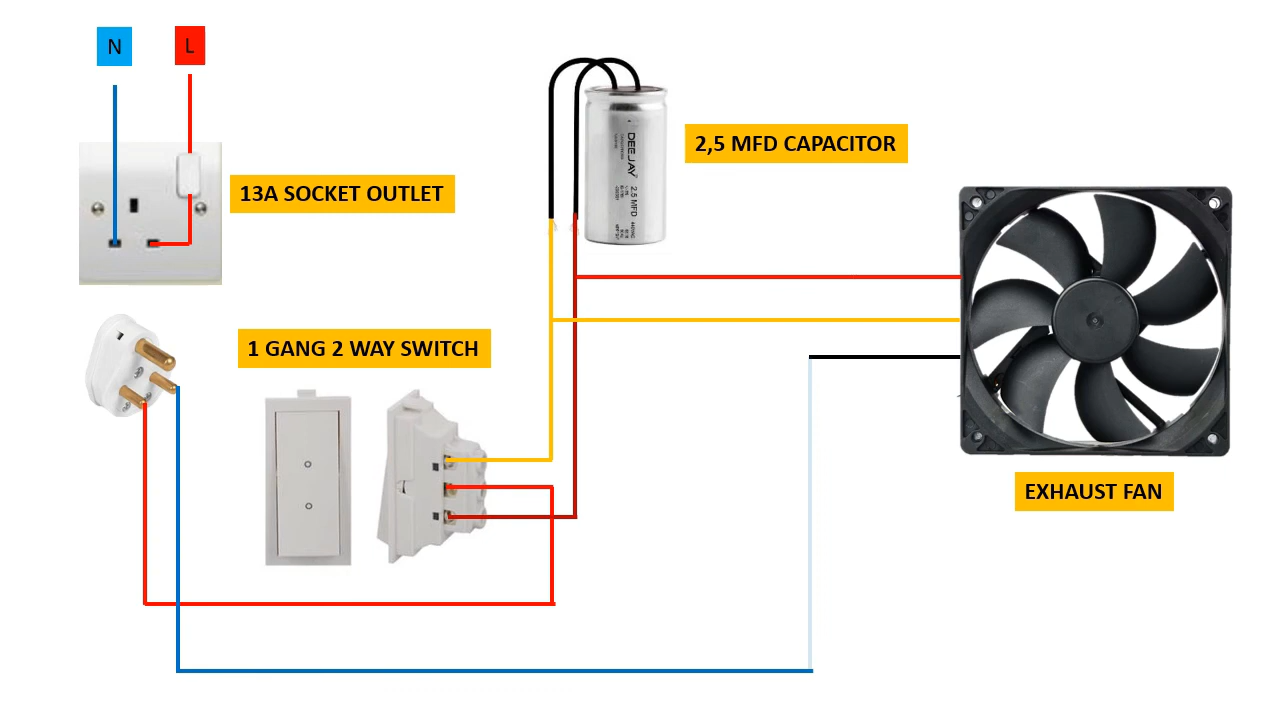 N
L
2,5 MFD CAPACITOR
13A SOCKET OUTLET
DEEJAY
2.5 MFD
1 GANG 2 WAY SWITCH
EXHAUST FAN